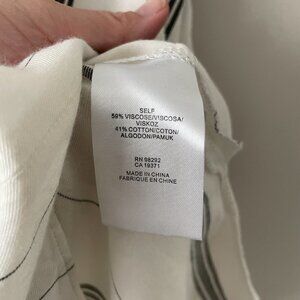 SELF
59% VISCOSE/VISCOSA/
VISKOZ
41% COTTON/COTON/
ALGODON/PAMUK
RN 98292
CA 19371
MADE IN CHINA
FABRIQUE EN CHINE